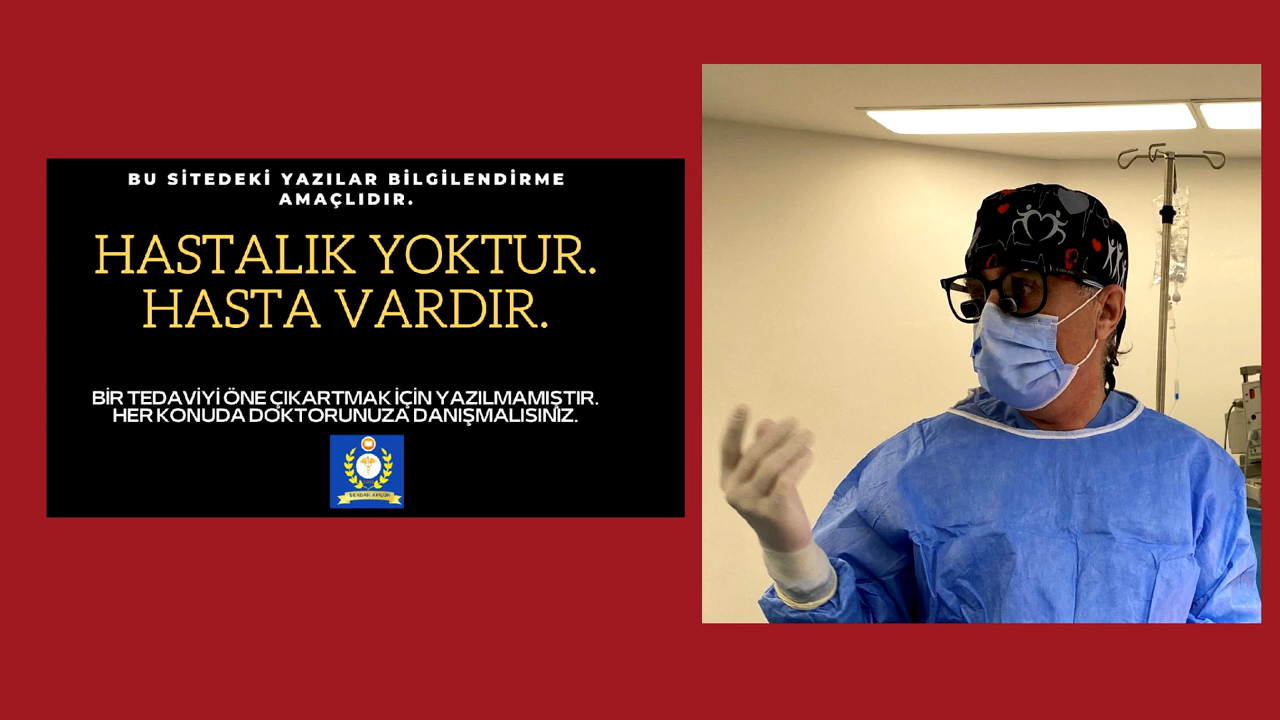 BU SİTEDEKİ YAZILAR BİLGİLENDİRME
AMAÇLIDIR.
HASTALIK YOKTUR.
HASTA VARDIR.
BİR TEDAVİYİ ÖNE ÇIKARTMAK İÇİN YAZILMAMIŞTIR.
HER KONUDA DOKTORUNUZA DANIŞMALISINIZ.